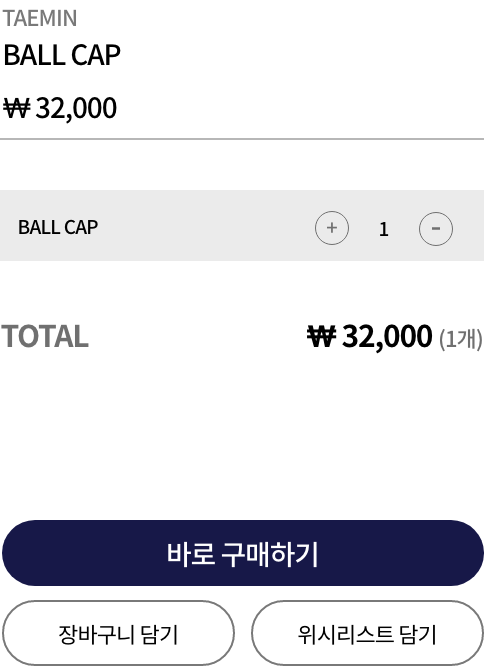 TAEMIN
BALL CAP
₩ 32,000
BALL CAP + 1 -
TOTAL ₩ 32,000 (1개)
바로 구매하기
장바구니 담기 위시리스트 담기